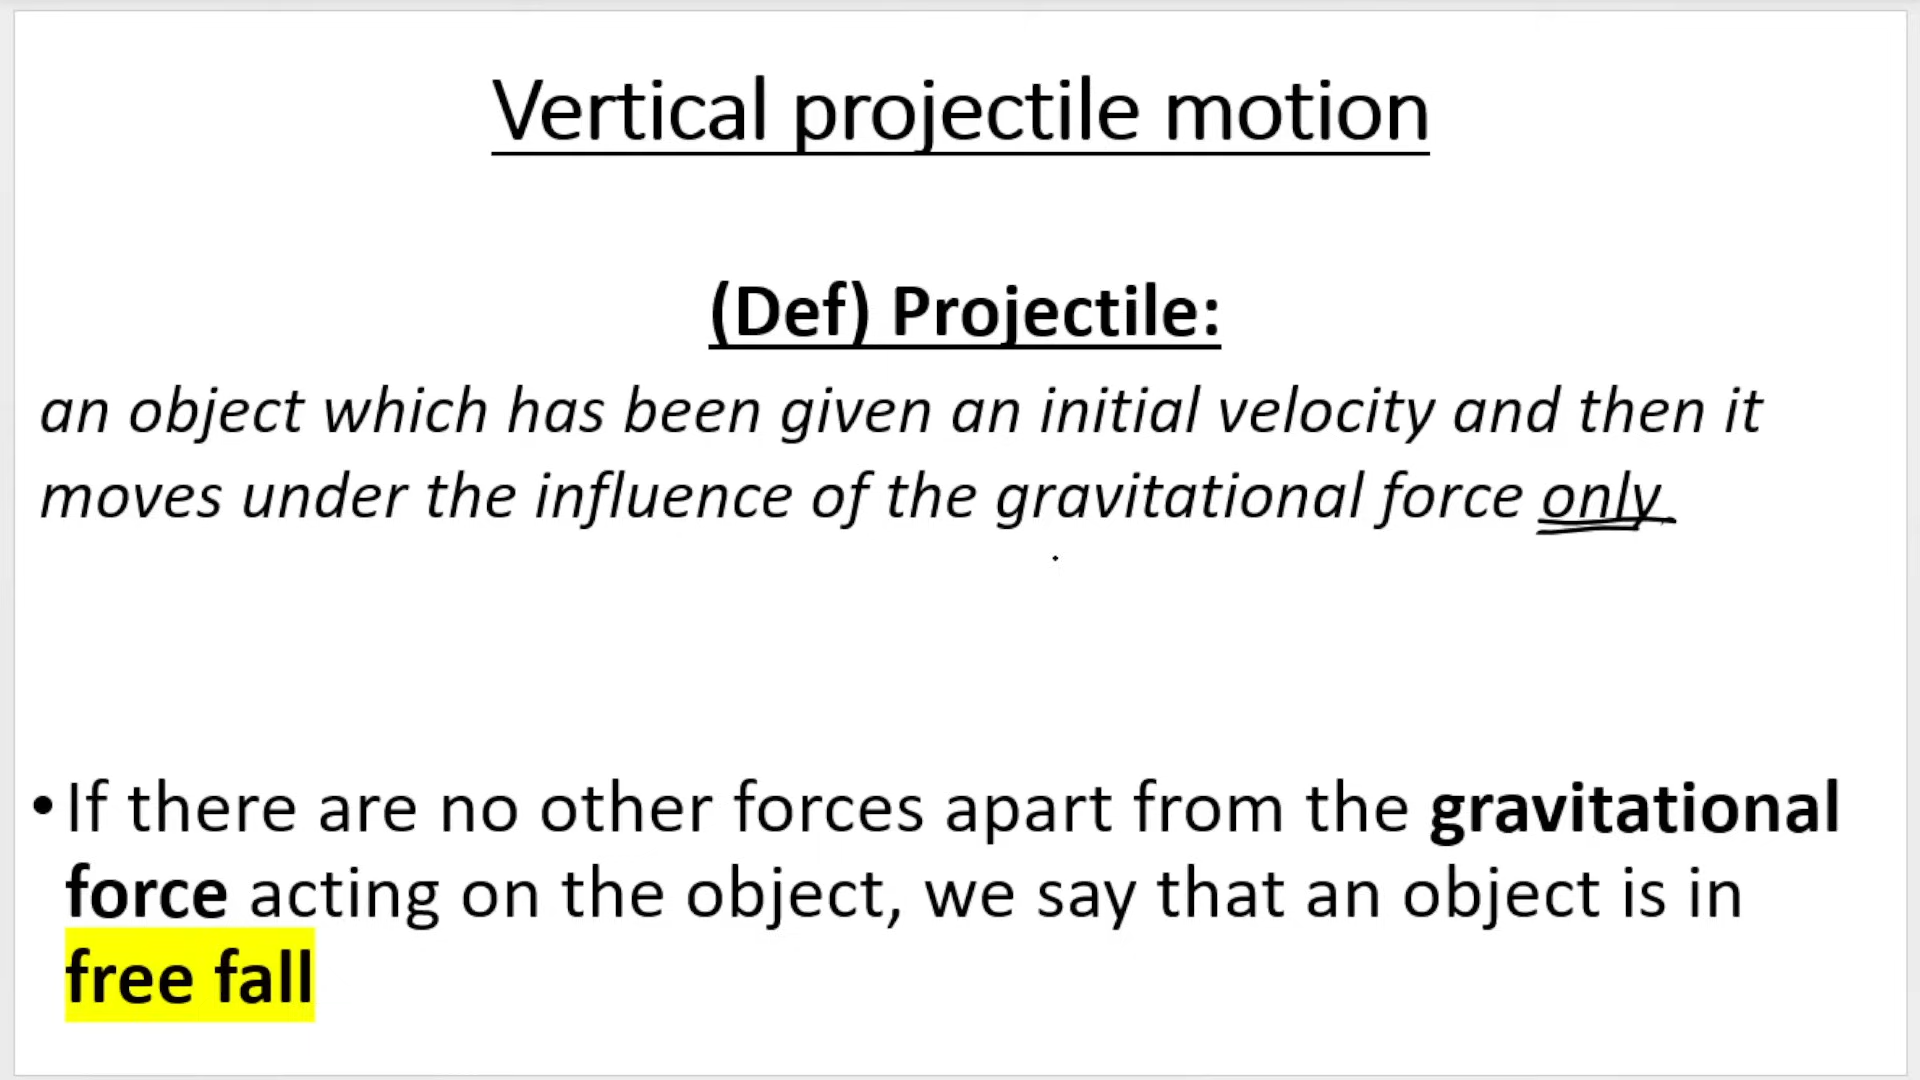 Vertical projectile motion
(Def) Projectile:
an object which has been given an initial velocity and then it
moves under the influence of the gravitational force only
•If there are no other forces apart from the gravitational
force acting on the object, we say that an object is in
free fall